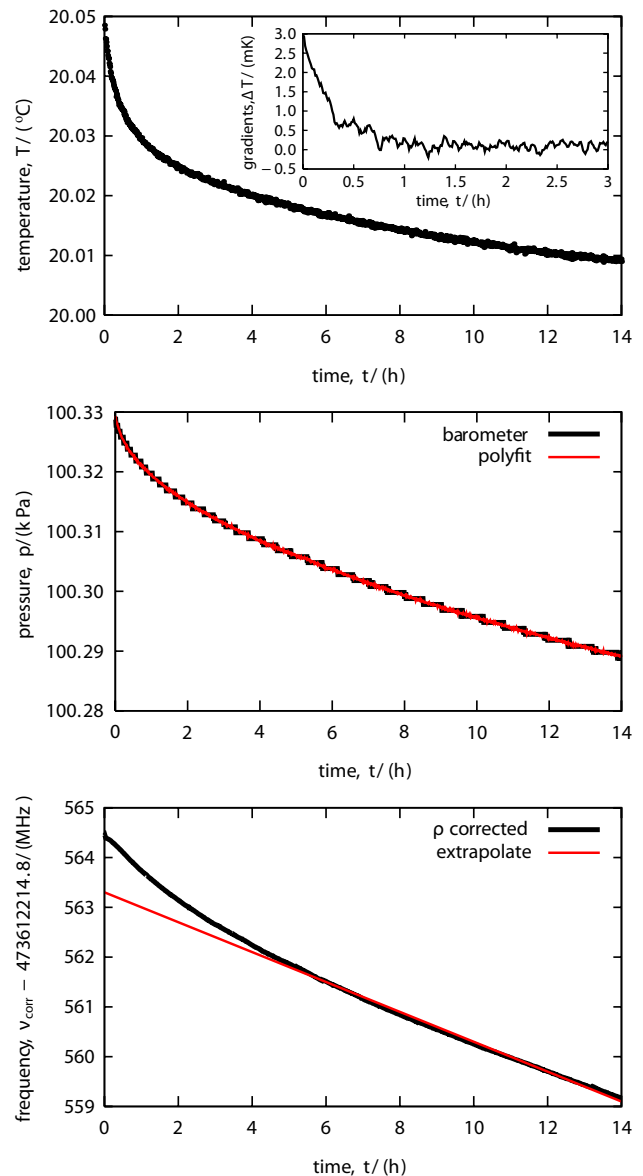 20.05
20.04
20.03
20.02
20.01
20.00
temperature, T/ (°C)
0 2 4 6 8 10 12 14
time, t/ (h)
3.0
2.5
2.0
1.5
1.0
0.5
0.0
−0.5
gradients,Δ T/ (mK)
0 0.5 1 1.5 2 2.5 3
time, t/ (h)
100.33
100.32
100.31
100.30
100.29
100.28
pressure, p/ (kPa)
barometer
polyfit
0 2 4 6 8 10 12 14
time, t/ (h)
565
564
563
562
561
560
559
frequency, νcorr − 473612214.8/ (MHz)
ρ corrected
extrapolate
0 2 4 6 8 10 12 14
time, t/ (h)